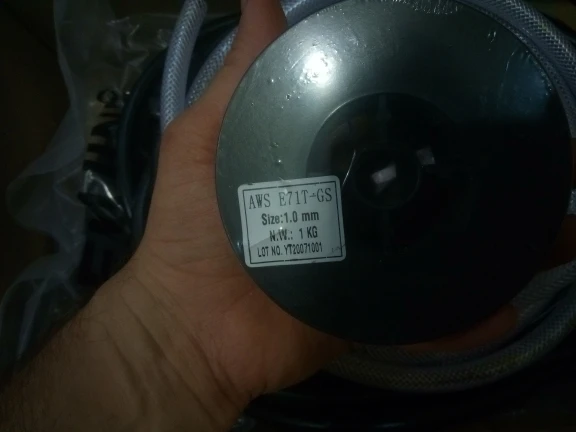 AWS E71T-GS
Size:1.0 mm
N.W.: 1 KG
LOT NO. YT20071001